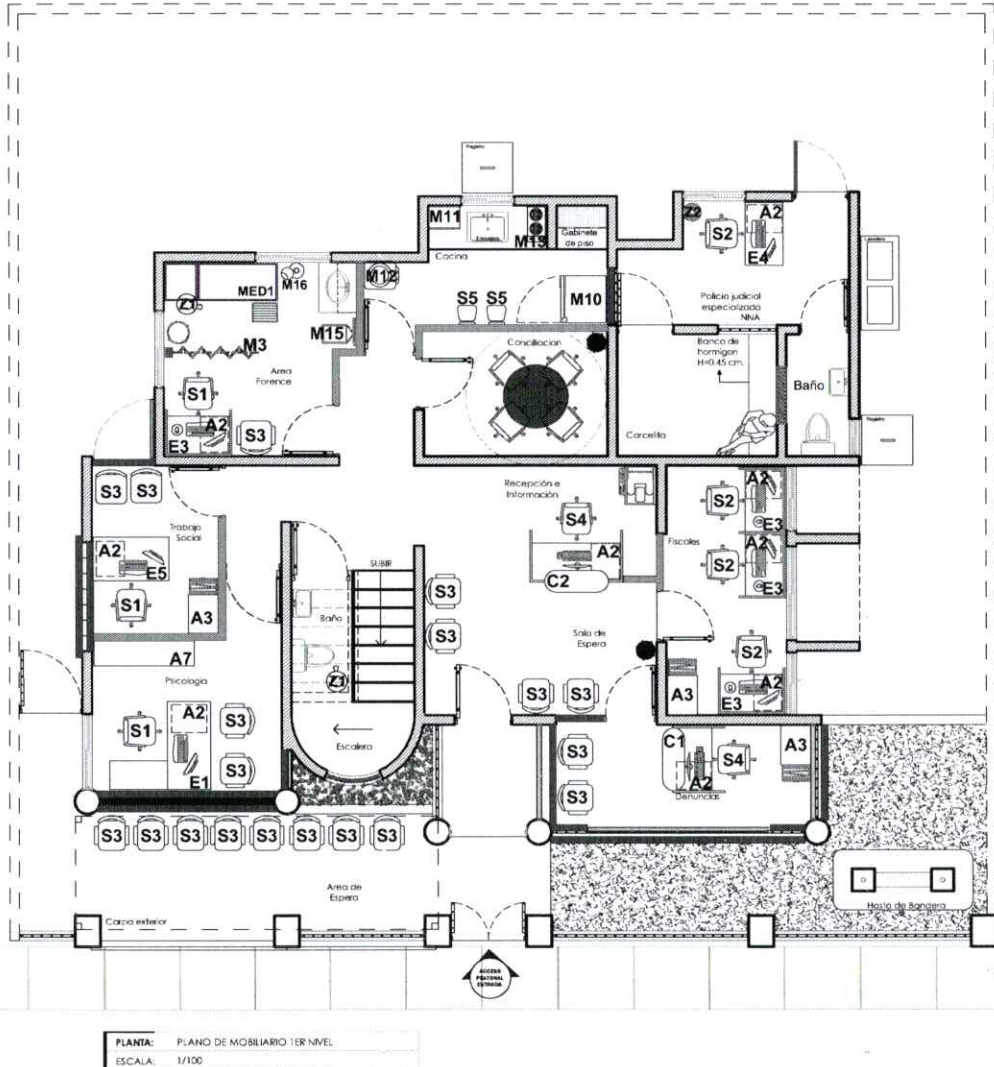 Registro
M11
M13
Gabinete
de piso
Cocina
Z2
S2
A2
E4
MED1
M16
M12
S5 S5
M10
Policia judicial
especializado
NNA
Z1
M15
M3
Area
Forence
Conciliacion
Banca de
hormigon
H=0.45 cm.
Baño
S1
A2
E3
S3
Carcelita
Registro
S3 S3
Recepción e
Información
S4
A2
C2
S2
A2
E3
Fiscales
S2
A2
E3
Trabajo
Social
A2
E5
S1
A3
SUBIR
Baño
Z1
S3
S3
Sala de
Espera
S2
A2
E3
A3
A7
Psicologia
S1
A2
E1
S3
S3
Escalera
S3 S3
S3
S3
C1
A2
S4
A3
Denuncias
S3 S3 S3 S3 S3 S3 S3 S3
Area de
Espera
Carpa exterior
Hasta de Bandera
ACCESO
PEATONAL
ENTRADA
PLANTA: PLANO DE MOBILIARIO 1ER NIVEL
ESCALA: 1/100